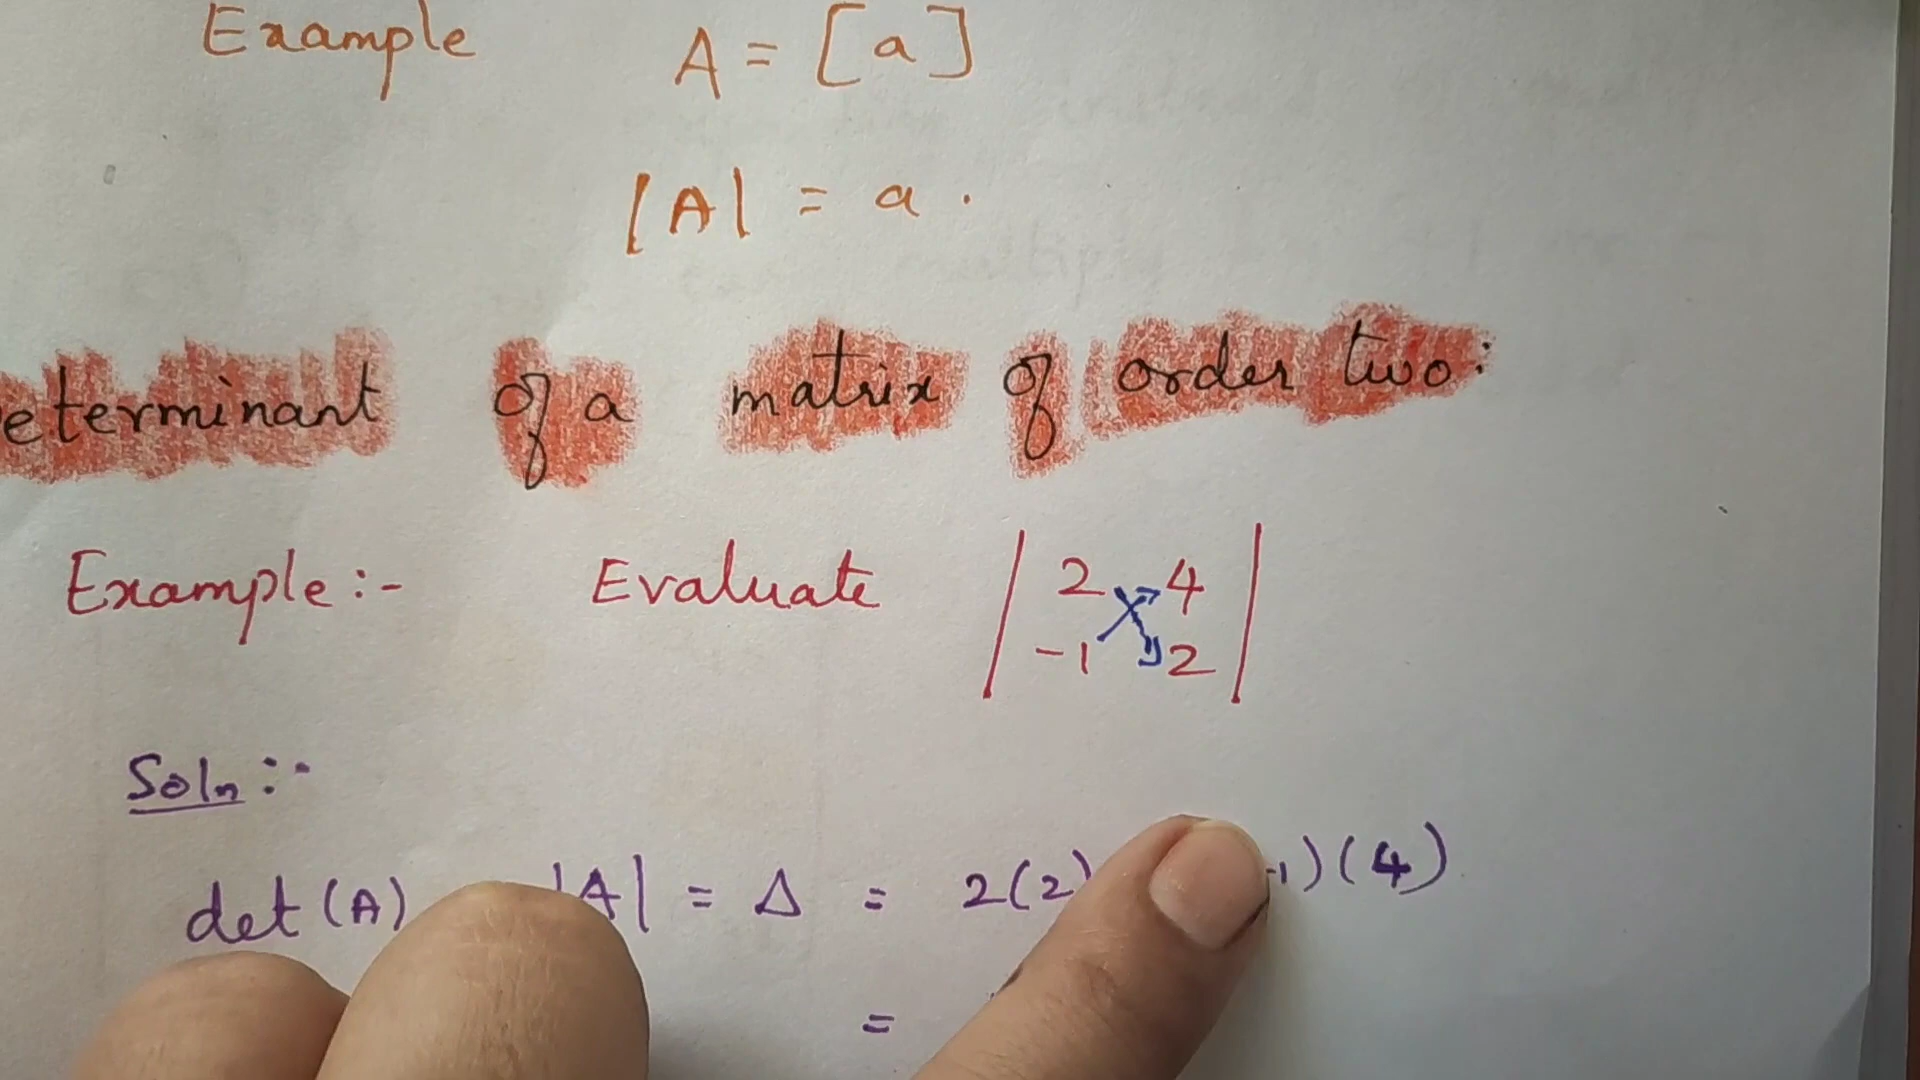 Example A = [a]
|A| = a.
eterminant of a matrix of order two:
Example:- Evaluate | 2 4 |
| -1 2 |
Soln:-
det(A) |A| = Δ = 2(2) -1)(4)
=